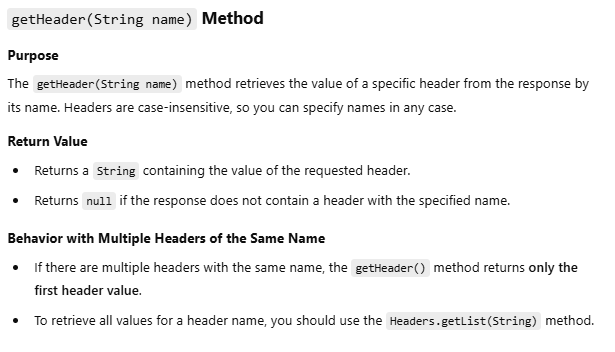 getHeader(String name) Method
Purpose
The getHeader(String name) method retrieves the value of a specific header from the response by
its name. Headers are case-insensitive, so you can specify names in any case.
Return Value
• Returns a String containing the value of the requested header.
• Returns null if the response does not contain a header with the specified name.
Behavior with Multiple Headers of the Same Name
• If there are multiple headers with the same name, the getHeader() method returns only the
first header value.
• To retrieve all values for a header name, you should use the Headers.getList(String) method.